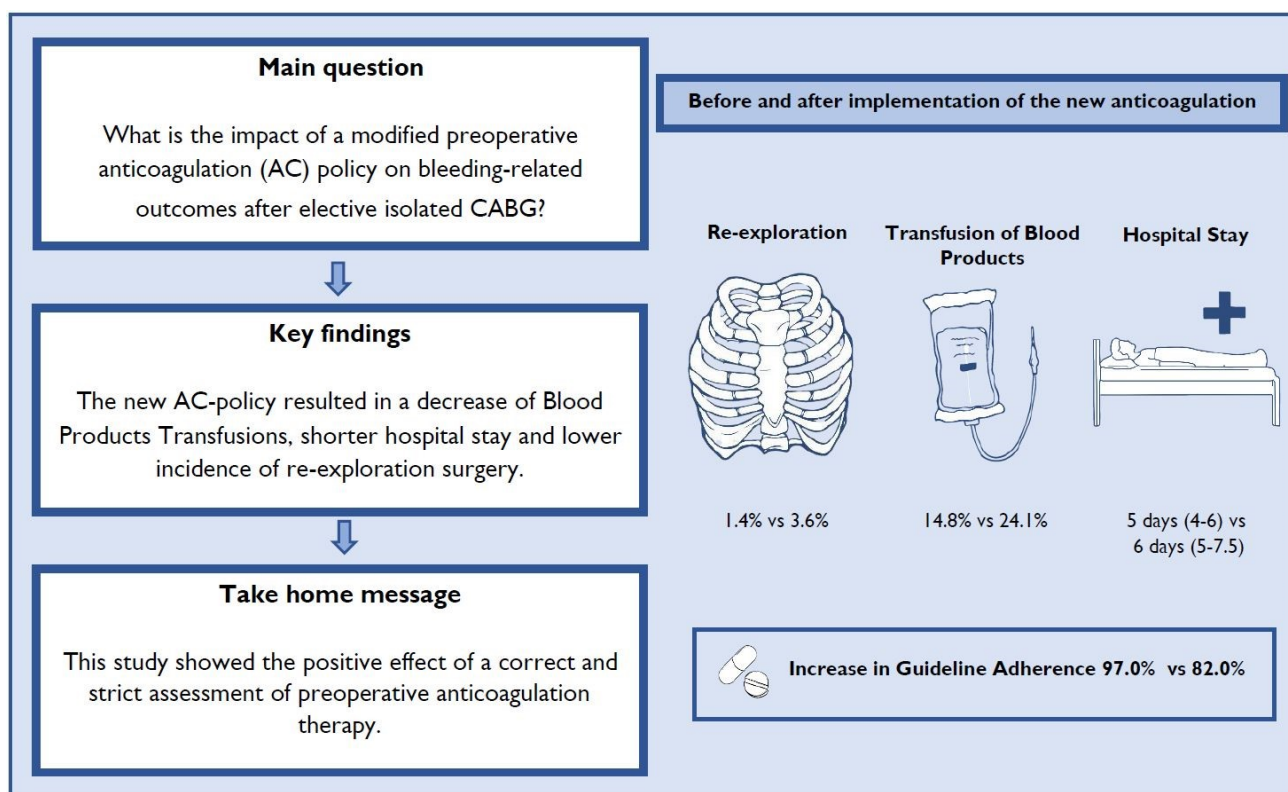 Main question
What is the impact of a modified preoperative
anticoagulation (AC) policy on bleeding-related
outcomes after elective isolated CABG?
Key findings
The new AC-policy resulted in a decrease of Blood
Products Transfusions, shorter hospital stay and lower
incidence of re-exploration surgery.
Take home message
This study showed the positive effect of a correct and
strict assessment of preoperative anticoagulation
therapy.
Before and after implementation of the new anticoagulation
Re-exploration
Transfusion of Blood
Products
Hospital Stay
1.4% vs 3.6%
14.8% vs 24.1%
5 days (4-6) vs
6 days (5-7.5)
Increase in Guideline Adherence 97.0% vs 82.0%